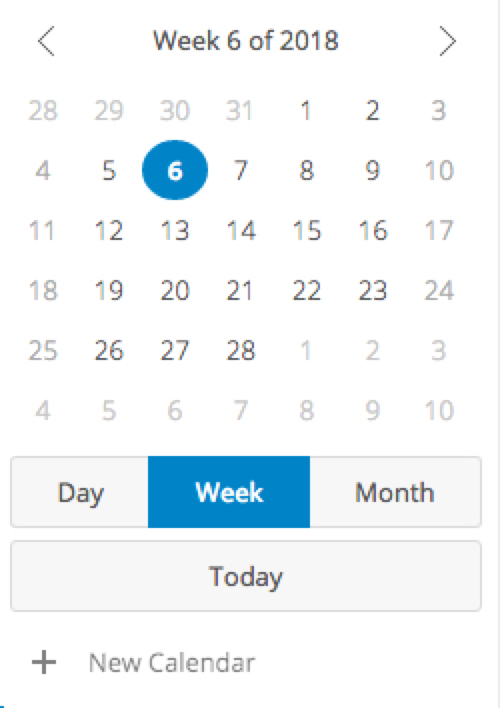 Week 6 of 2018
28 29 30 31 1 2 3
4 5 6 7 8 9 10
11 12 13 14 15 16 17
18 19 20 21 22 23 24
25 26 27 28 1 2 3
4 5 6 7 8 9 10
Day Week Month
Today
+ New Calendar